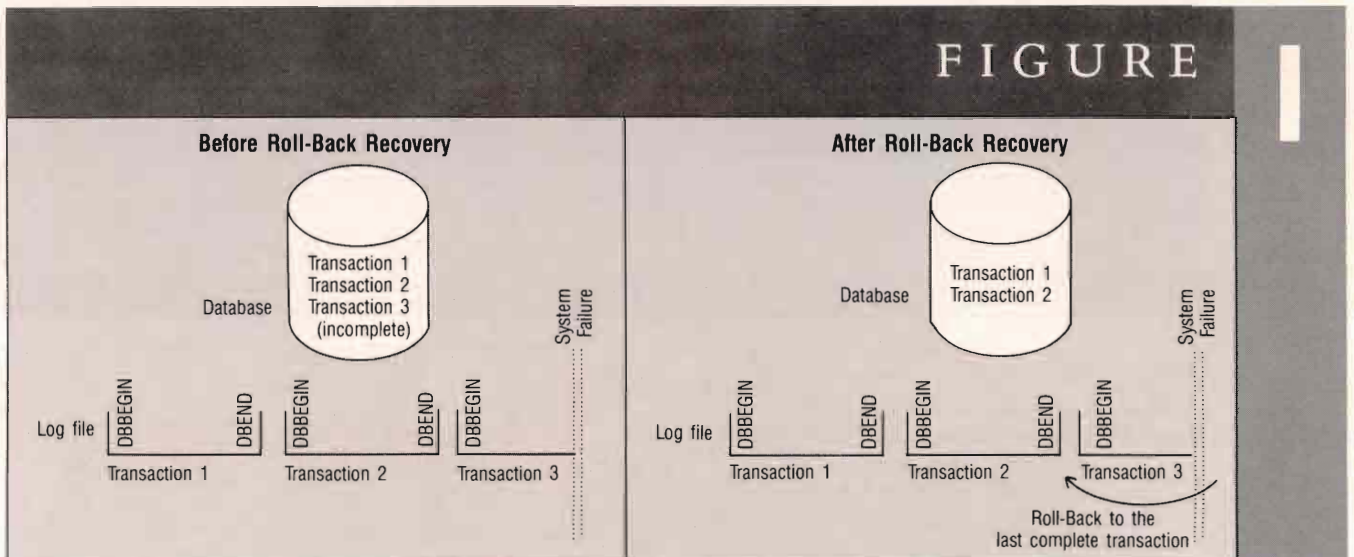 FIGURE 1
Before Roll-Back Recovery
Transaction 1
Transaction 2
Transaction 3
(incomplete)
Database
System
Failure
Log file
DBBEGIN
DBEND
DBBEGIN
DBEND
DBBEGIN
Transaction 1
Transaction 2
Transaction 3
After Roll-Back Recovery
Transaction 1
Transaction 2
Database
System
Failure
Log file
DBBEGIN
DBEND
DBBEGIN
DBEND
DBBEGIN
Transaction 1
Transaction 2
Transaction 3
Roll-Back to the
last complete transaction